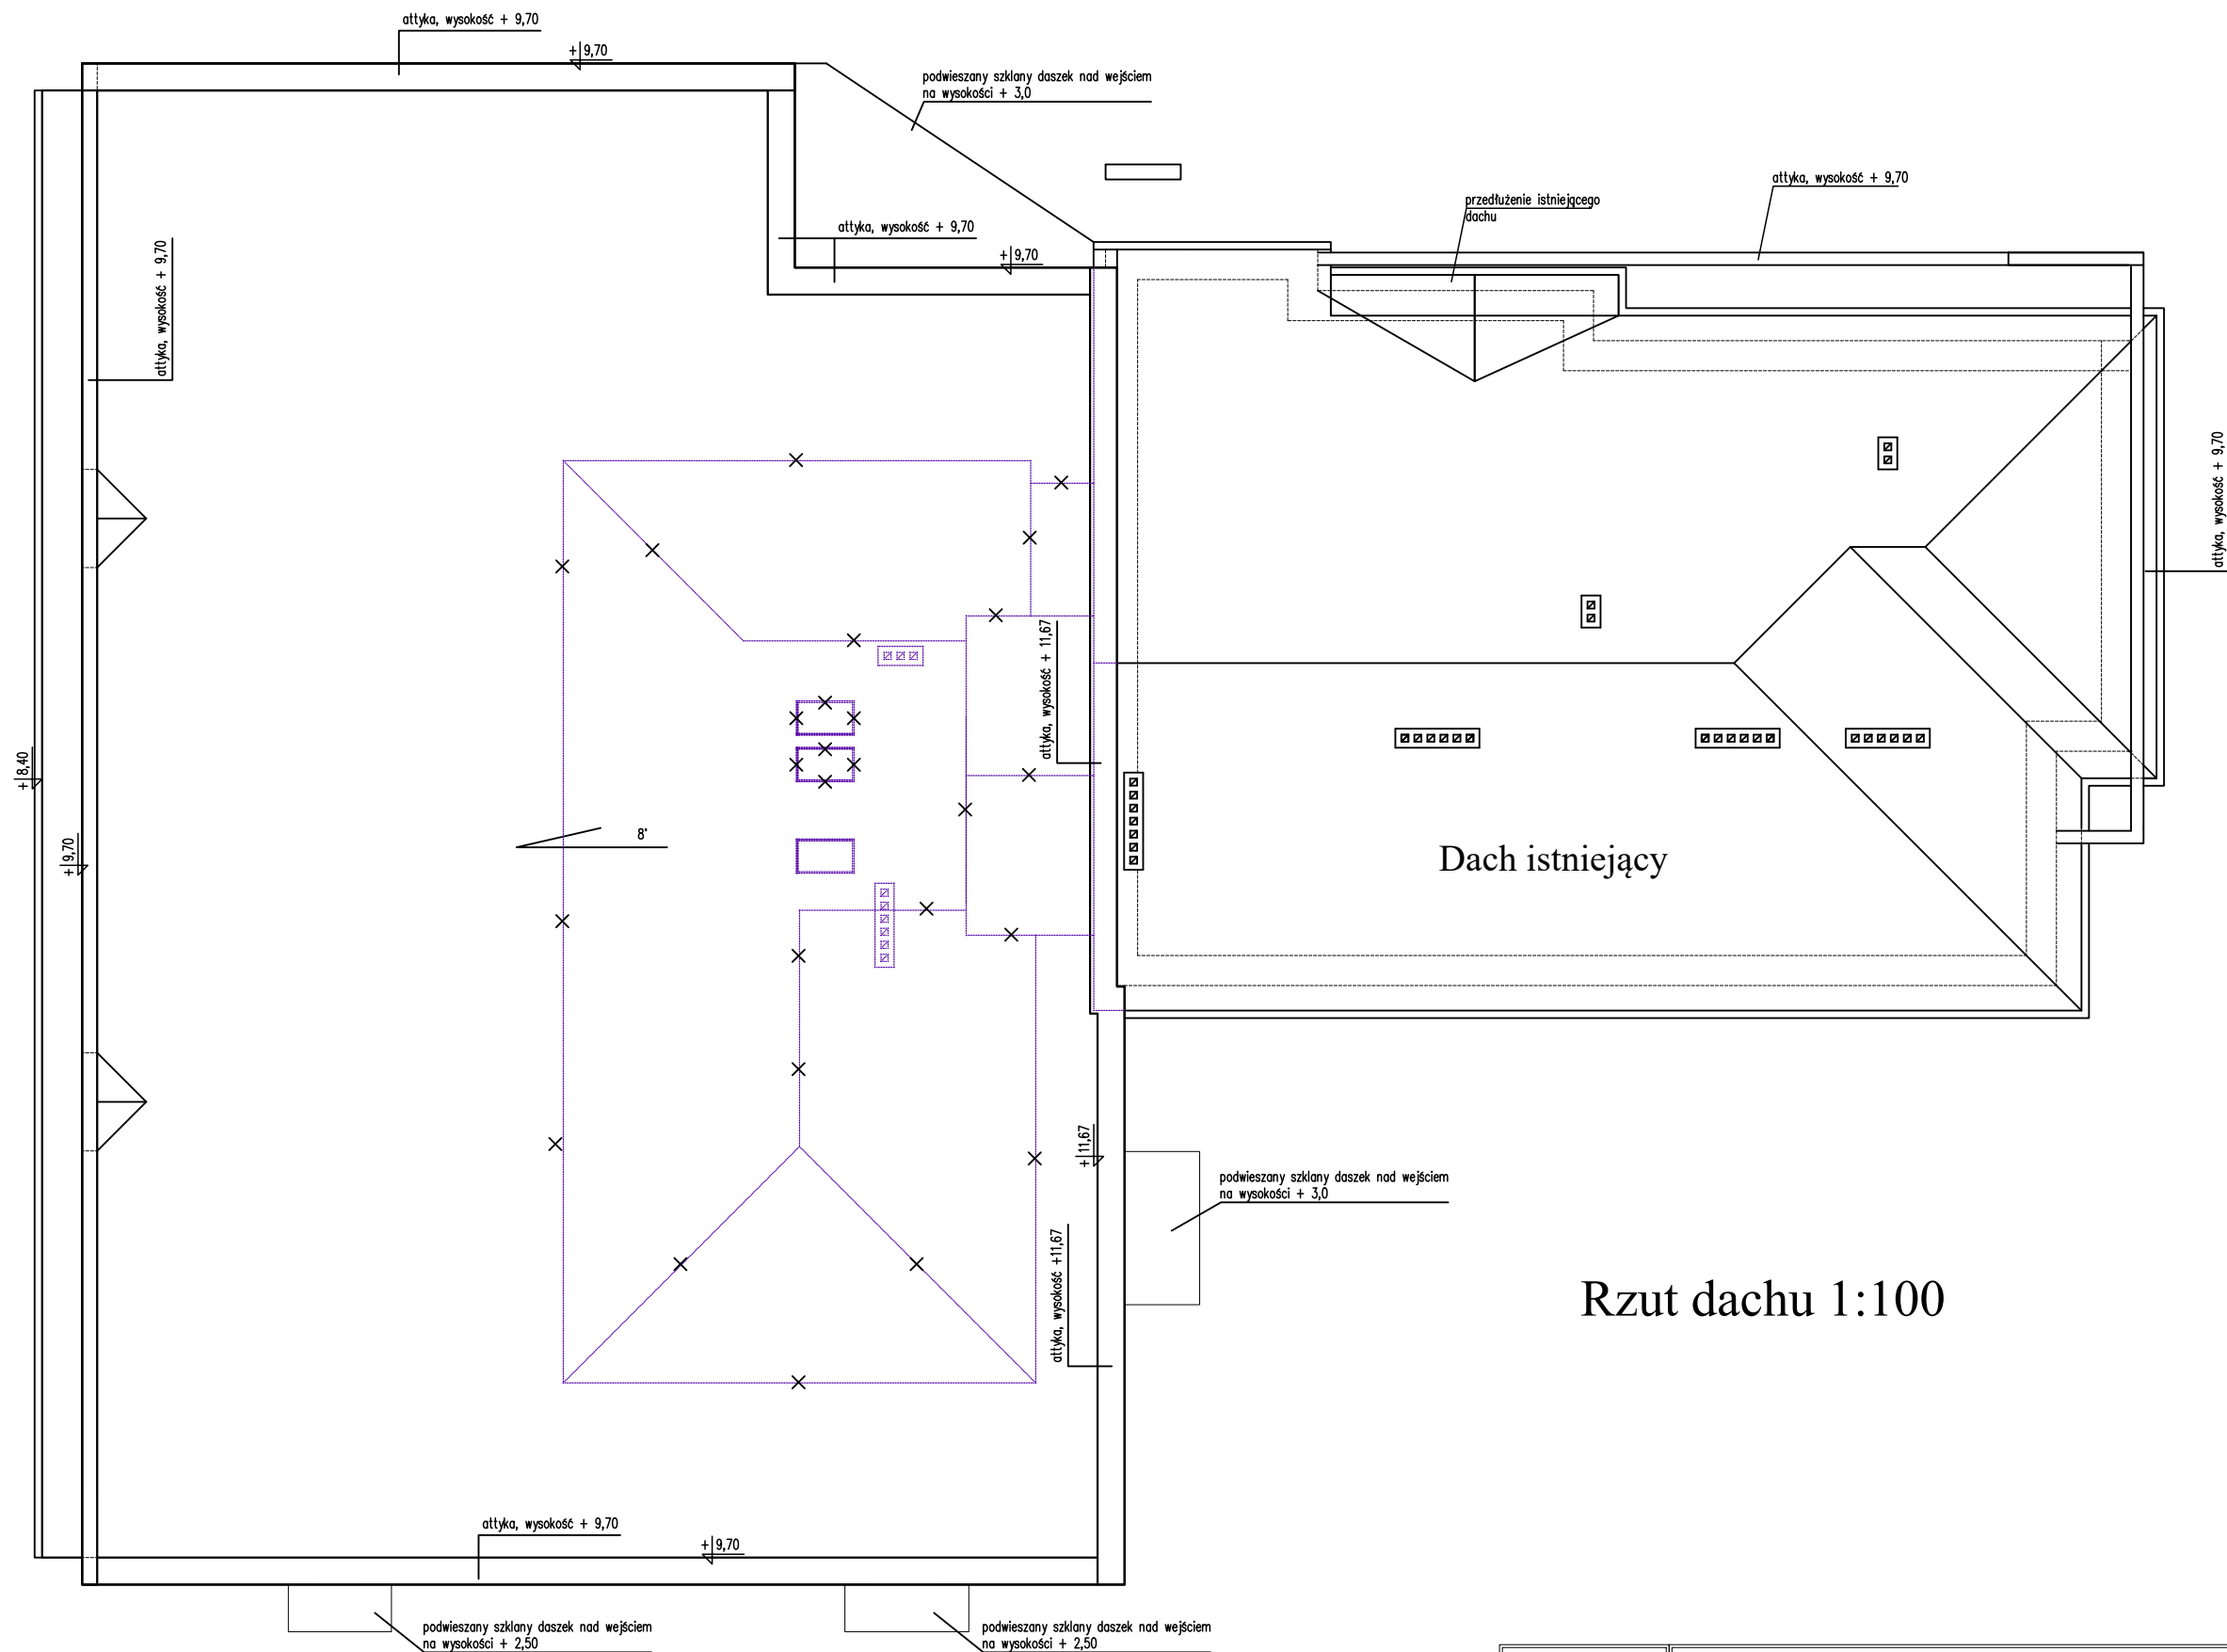 attyka, wysokość + 9,70
+ 9,70
podwieszany szklany daszek nad wejściem
na wysokości + 3,0
attyka, wysokość + 9,70
przedłużenie istniejącego
dachu
attyka, wysokość + 9,70
+ 9,70
attyka, wysokość + 9,70
attyka, wysokość + 9,70
attyka, wysokość + 11,67
+ 8,40
+ 9,70
8°
Dach istniejący
+ 11,67
podwieszany szklany daszek nad wejściem
na wysokości + 3,0
attyka, wysokość +11,67
Rzut dachu 1:100
attyka, wysokość + 9,70
+ 9,70
podwieszany szklany daszek nad wejściem
na wysokości + 2,50
podwieszany szklany daszek nad wejściem
na wysokości + 2,50